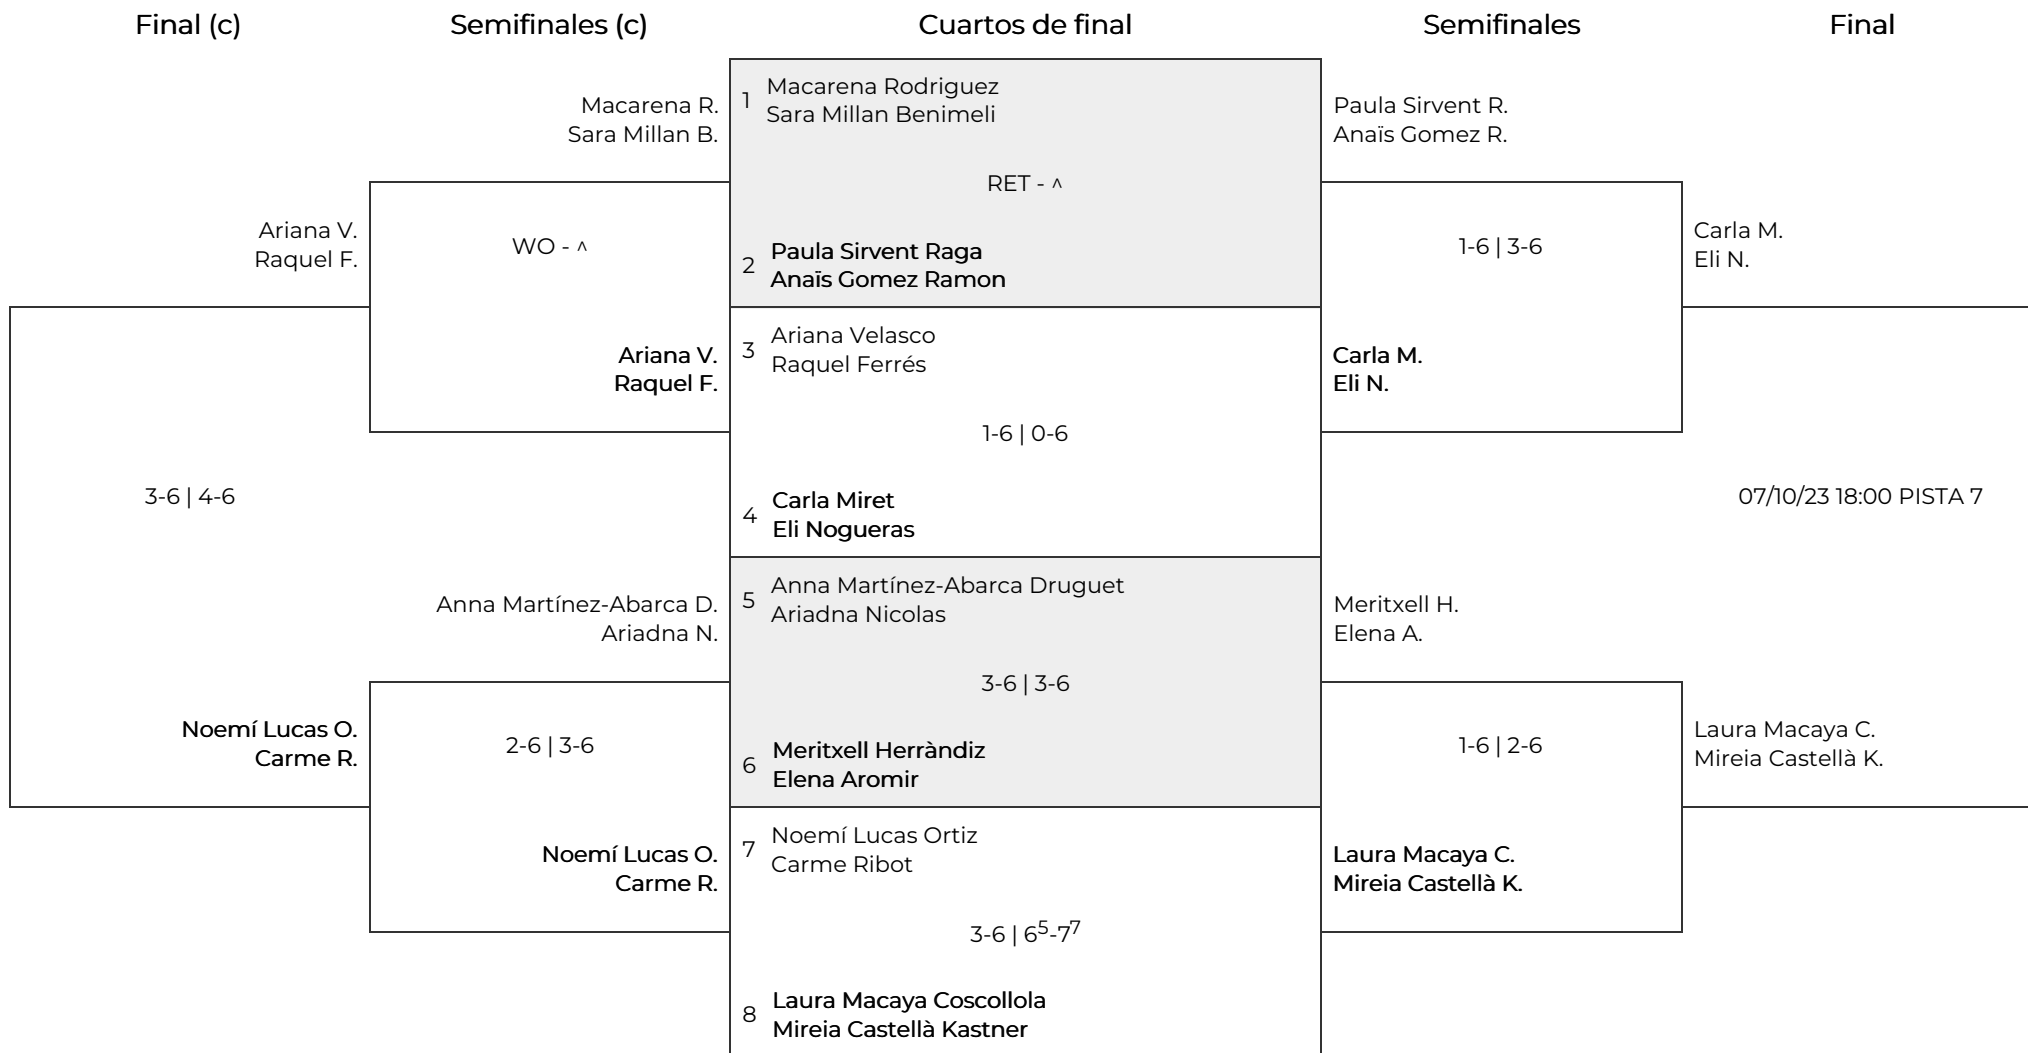 Final (c)
Semifinales (c)
Cuartos de final
Semifinales
Final
Ariana V.
Raquel F.
3-6 | 4-6
Noemí Lucas O.
Carme R.
Macarena R.
Sara Millan B.
WO - ^
Ariana V.
Raquel F.
Anna Martínez-Abarca D.
Ariadna N.
2-6 | 3-6
Noemí Lucas O.
Carme R.
1 Macarena Rodriguez
Sara Millan Benimeli
RET - ^
2 Paula Sirvent Raga
Anaïs Gomez Ramon
3 Ariana Velasco
Raquel Ferrés
1-6 | 0-6
4 Carla Miret
Eli Nogueras
5 Anna Martínez-Abarca Druguet
Ariadna Nicolas
3-6 | 3-6
6 Meritxell Herràndiz
Elena Aromir
7 Noemí Lucas Ortiz
Carme Ribot
3-6 | 6⁵-7⁷
8 Laura Macaya Coscollola
Mireia Castellà Kastner
Paula Sirvent R.
Anaïs Gomez R.
1-6 | 3-6
Carla M.
Eli N.
Meritxell H.
Elena A.
1-6 | 2-6
Laura Macaya C.
Mireia Castellà K.
Carla M.
Eli N.
07/10/23 18:00 PISTA 7
Laura Macaya C.
Mireia Castellà K.